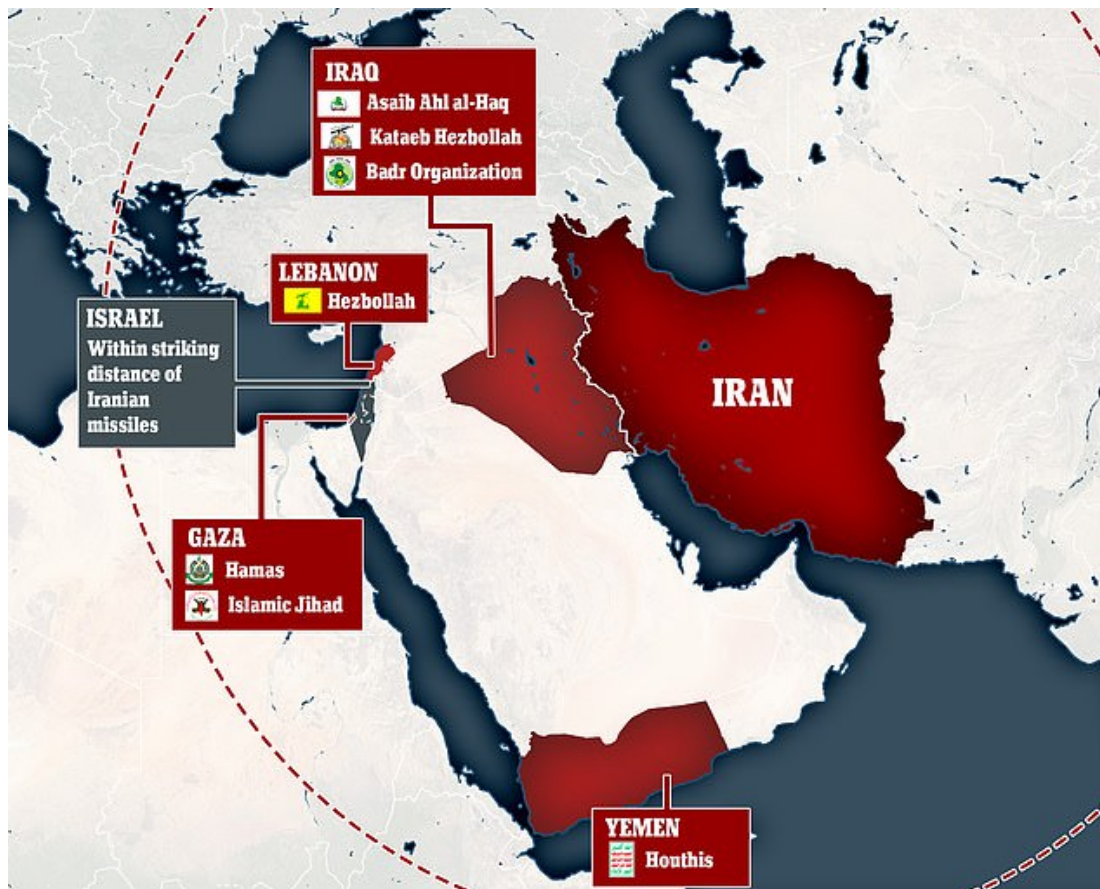 IRAQ
Asaib Ahl al-Haq
Kataeb Hezbollah
Badr Organization
LEBANON
Hezbollah
ISRAEL
Within striking
distance of
Iranian
missiles
IRAN
GAZA
Hamas
Islamic Jihad
YEMEN
Houthis